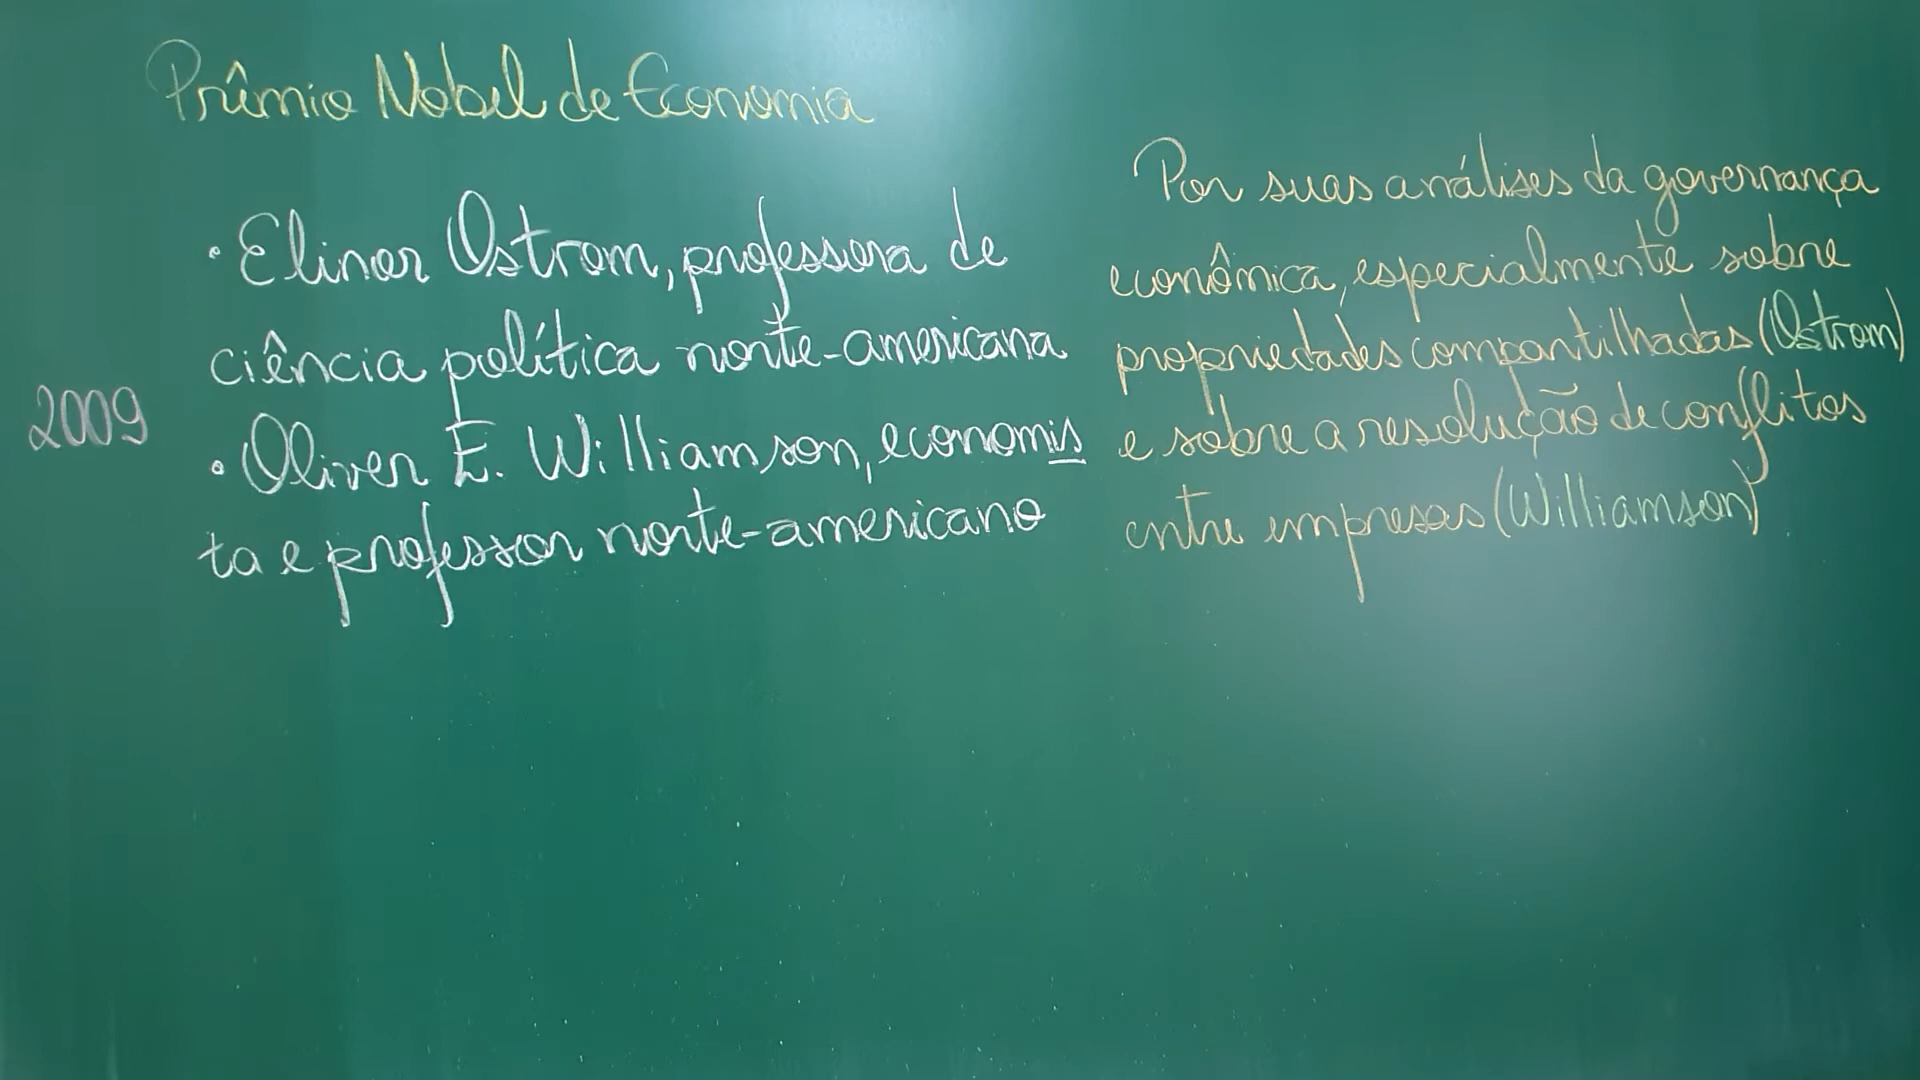 Prêmio Nobel de Economia
2009
• Elinor Ostrom, professora de
ciência política norte-americana
• Oliver E. Williamson, economis
ta e professor norte-americano
Por suas análises da governança
econômica, especialmente sobre
propriedades compartilhadas (Ostrom)
e sobre a resolução de conflitos
entre empresas (Williamson)